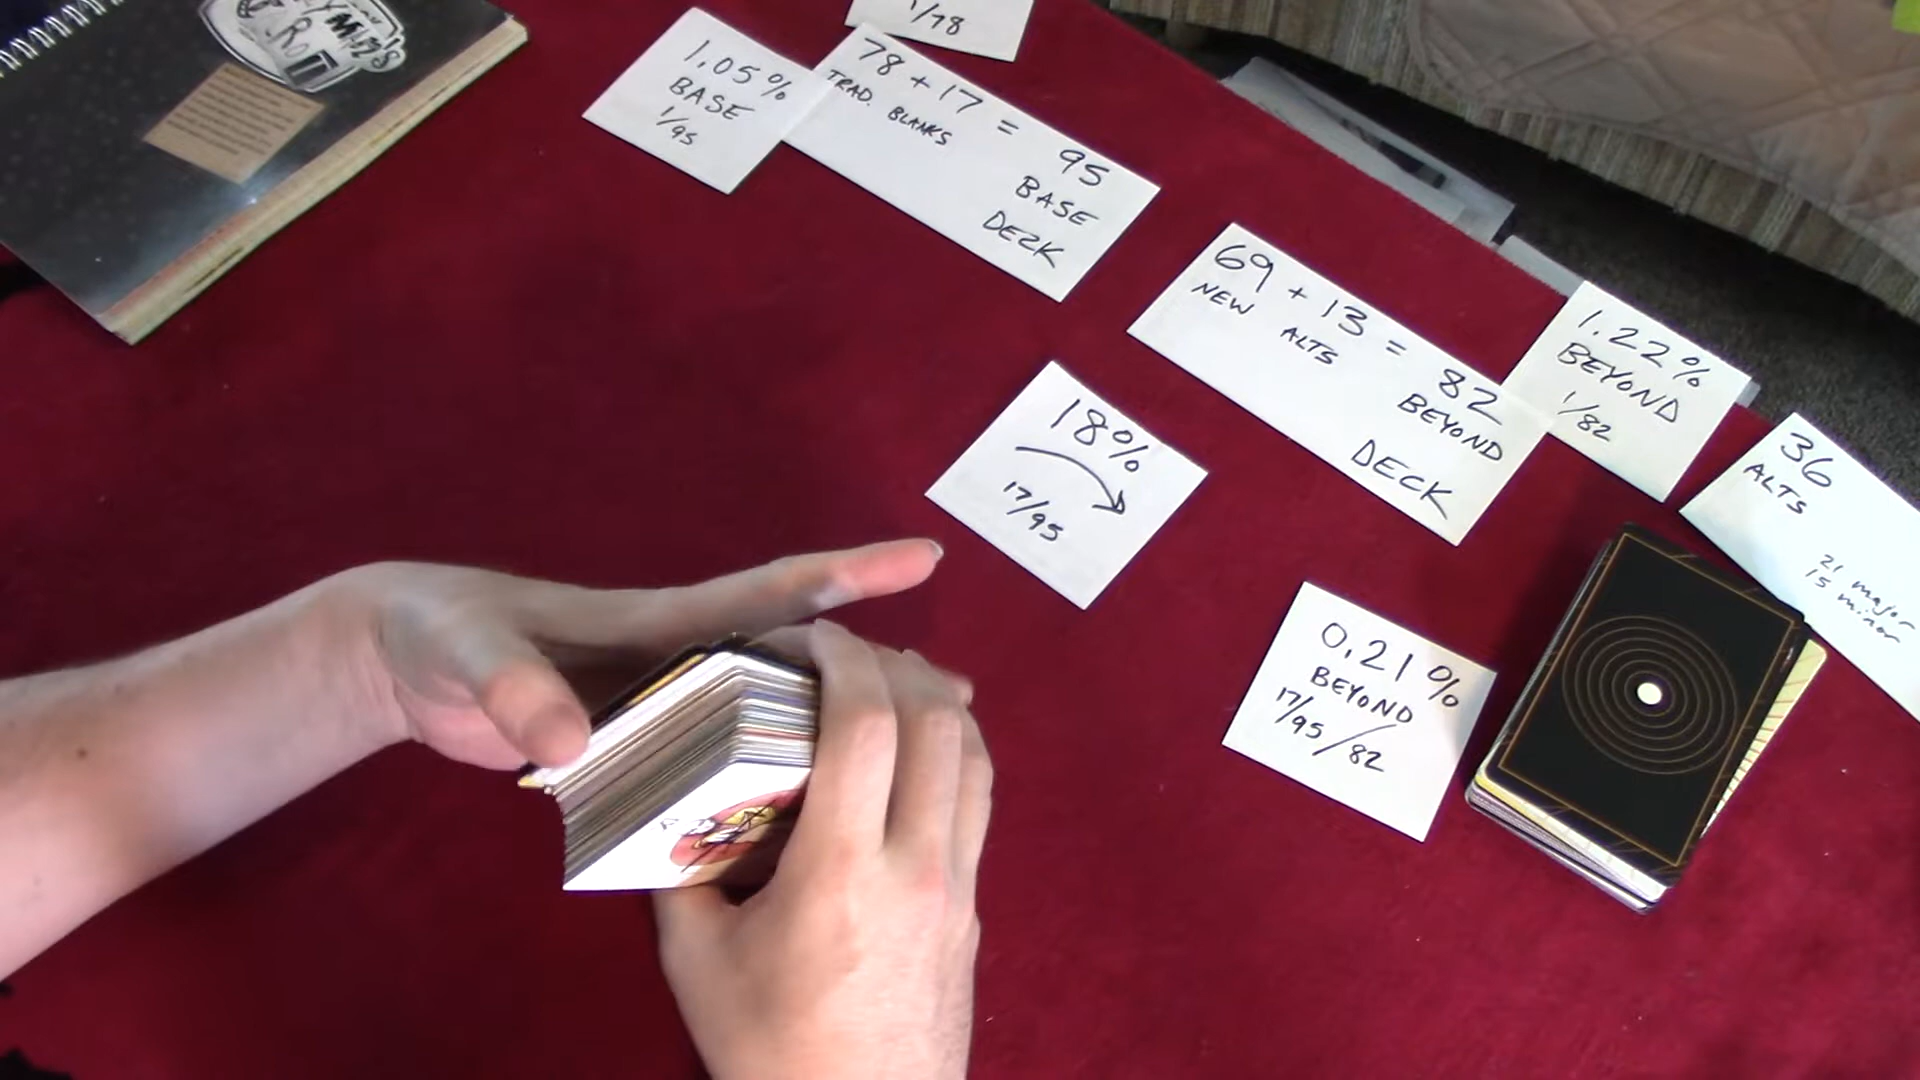 1/78
1.05%
BASE
1/95
78 + 17 = 95
TRAD. BLANKS
BASE
DECK
69 + 13 = 82
NEW ALTS
BEYOND
DECK
1.22%
BEYOND
1/82
36
ALTS
21 major
15 minor
18%
17/95
0.21%
BEYOND
17/95/82